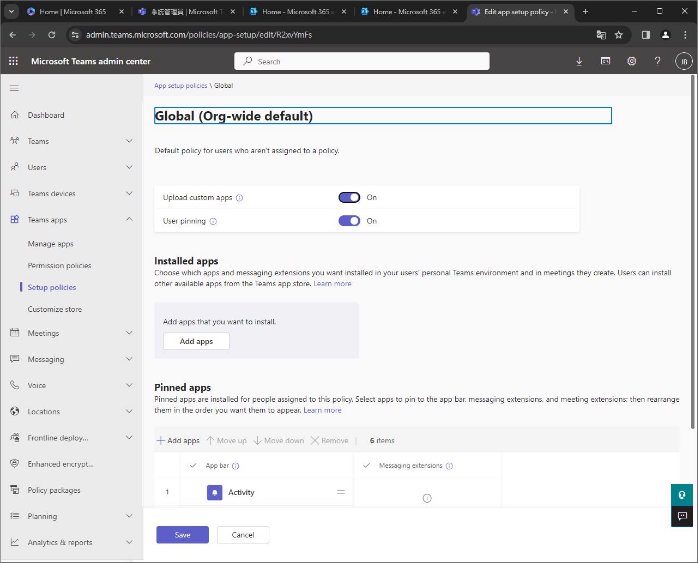 Home | Microsoft 365
Home - Microsoft 365
Home - Microsoft 365
Edit app setup policy -
admin.teams.microsoft.com/policies/app-setup/edit/R2xvYmFs
Microsoft Teams admin center
Search
JB
App setup policies \ Global
Dashboard
Global (Org-wide default)
Teams
Default policy for users who aren't assigned to a policy.
Users
Teams devices
Upload custom apps
On
Teams apps
User pinning
On
Manage apps
Permission policies
Installed apps
Choose which apps and messaging extensions you want installed in your users' personal Teams environment and in meetings they create. Users can install
Setup policies
other available apps from the Teams app store. Learn more
Customize store
Add apps that you want to install.
Meetings
Add apps
Messaging
Voice
Pinned apps
Pinned apps are installed for people assigned to this policy. Select apps to pin to the app bar, messaging extensions, and meeting extensions; then rearrange
Locations
them in the order you want them to appear. Learn more
Frontline deploy...
Add apps
Move up
Move down
Remove
6 items
Enhanced encrypt...
App bar
Messaging extensions
Policy packages
1
Activity
Planning
Save
Cancel
Analytics & reports